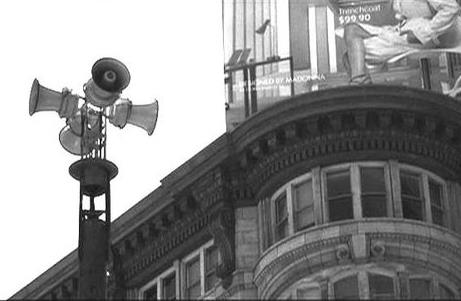 Trenchcoat
$99.90
DESIGNED BY MADONNA